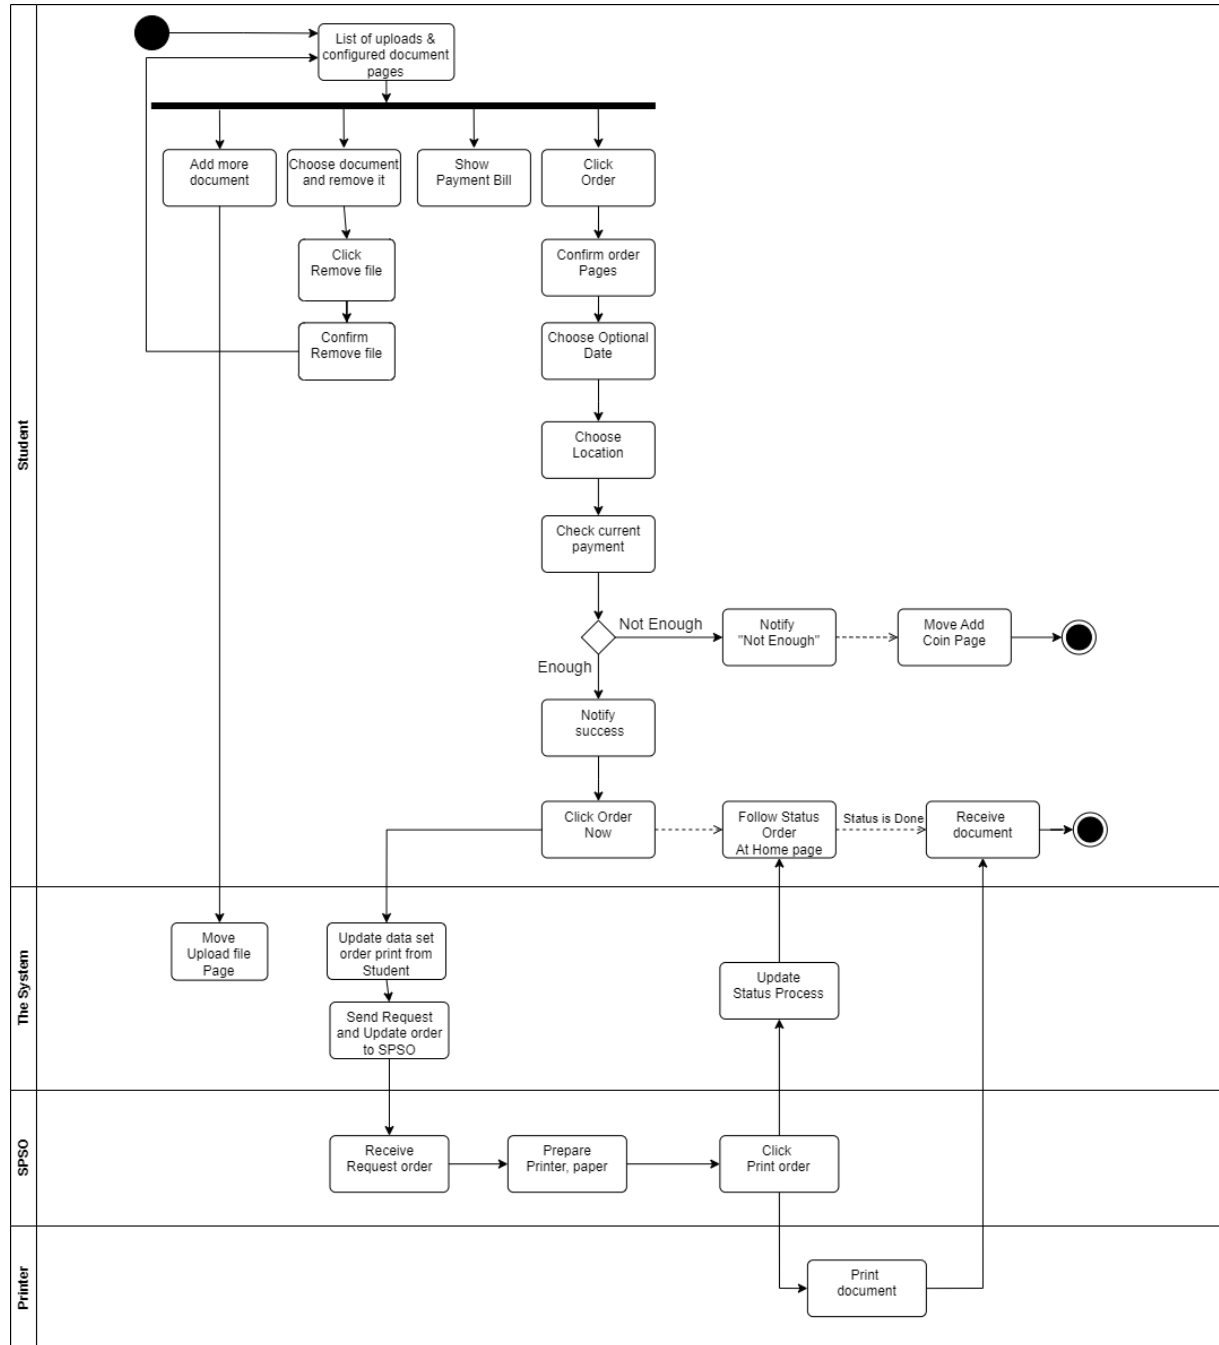 List of uploads &
configured document
pages
Add more
document
Choose document
and remove it
Show
Payment Bill
Click
Order
Click
Remove file
Confirm order
Pages
Confirm
Remove file
Choose Optional
Date
Student
Choose
Location
Check current
payment
Not Enough
Notify
"Not Enough"
Move Add
Coin Page
Enough
Notify
success
Click Order
Now
Follow Status
Order
At Home page
Status is Done
Receive
document
The System
Move
Upload file
Page
Update data set
order print from
Student
Update
Status Process
Send Request
and Update order
to SPSO
SPSO
Receive
Request order
Prepare
Printer, paper
Click
Print order
Printer
Print
document